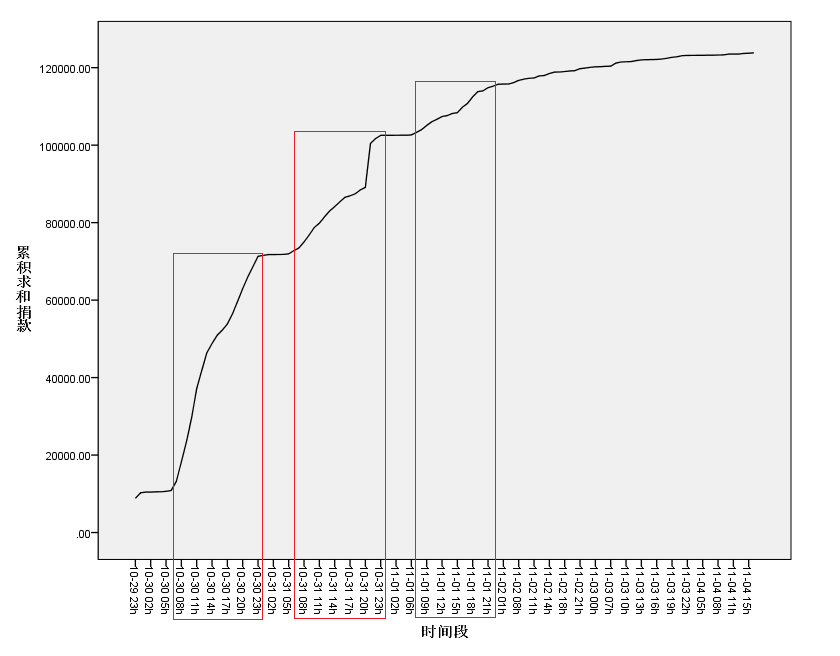 120000.00
100000.00
80000.00
60000.00
40000.00
20000.00
.00
累积求和捐款
10-29 23h
10-30 02h
10-30 05h
10-30 08h
10-30 11h
10-30 14h
10-30 17h
10-30 20h
10-30 23h
10-31 02h
10-31 05h
10-31 08h
10-31 11h
10-31 14h
10-31 17h
10-31 20h
10-31 23h
11-01 02h
11-01 06h
11-01 09h
11-01 12h
11-01 15h
11-01 18h
11-01 21h
11-02 01h
11-02 08h
11-02 11h
11-02 14h
11-02 18h
11-02 21h
11-03 00h
11-03 07h
11-03 10h
11-03 13h
11-03 16h
11-03 19h
11-03 22h
11-04 05h
11-04 08h
11-04 11h
11-04 15h
时间段